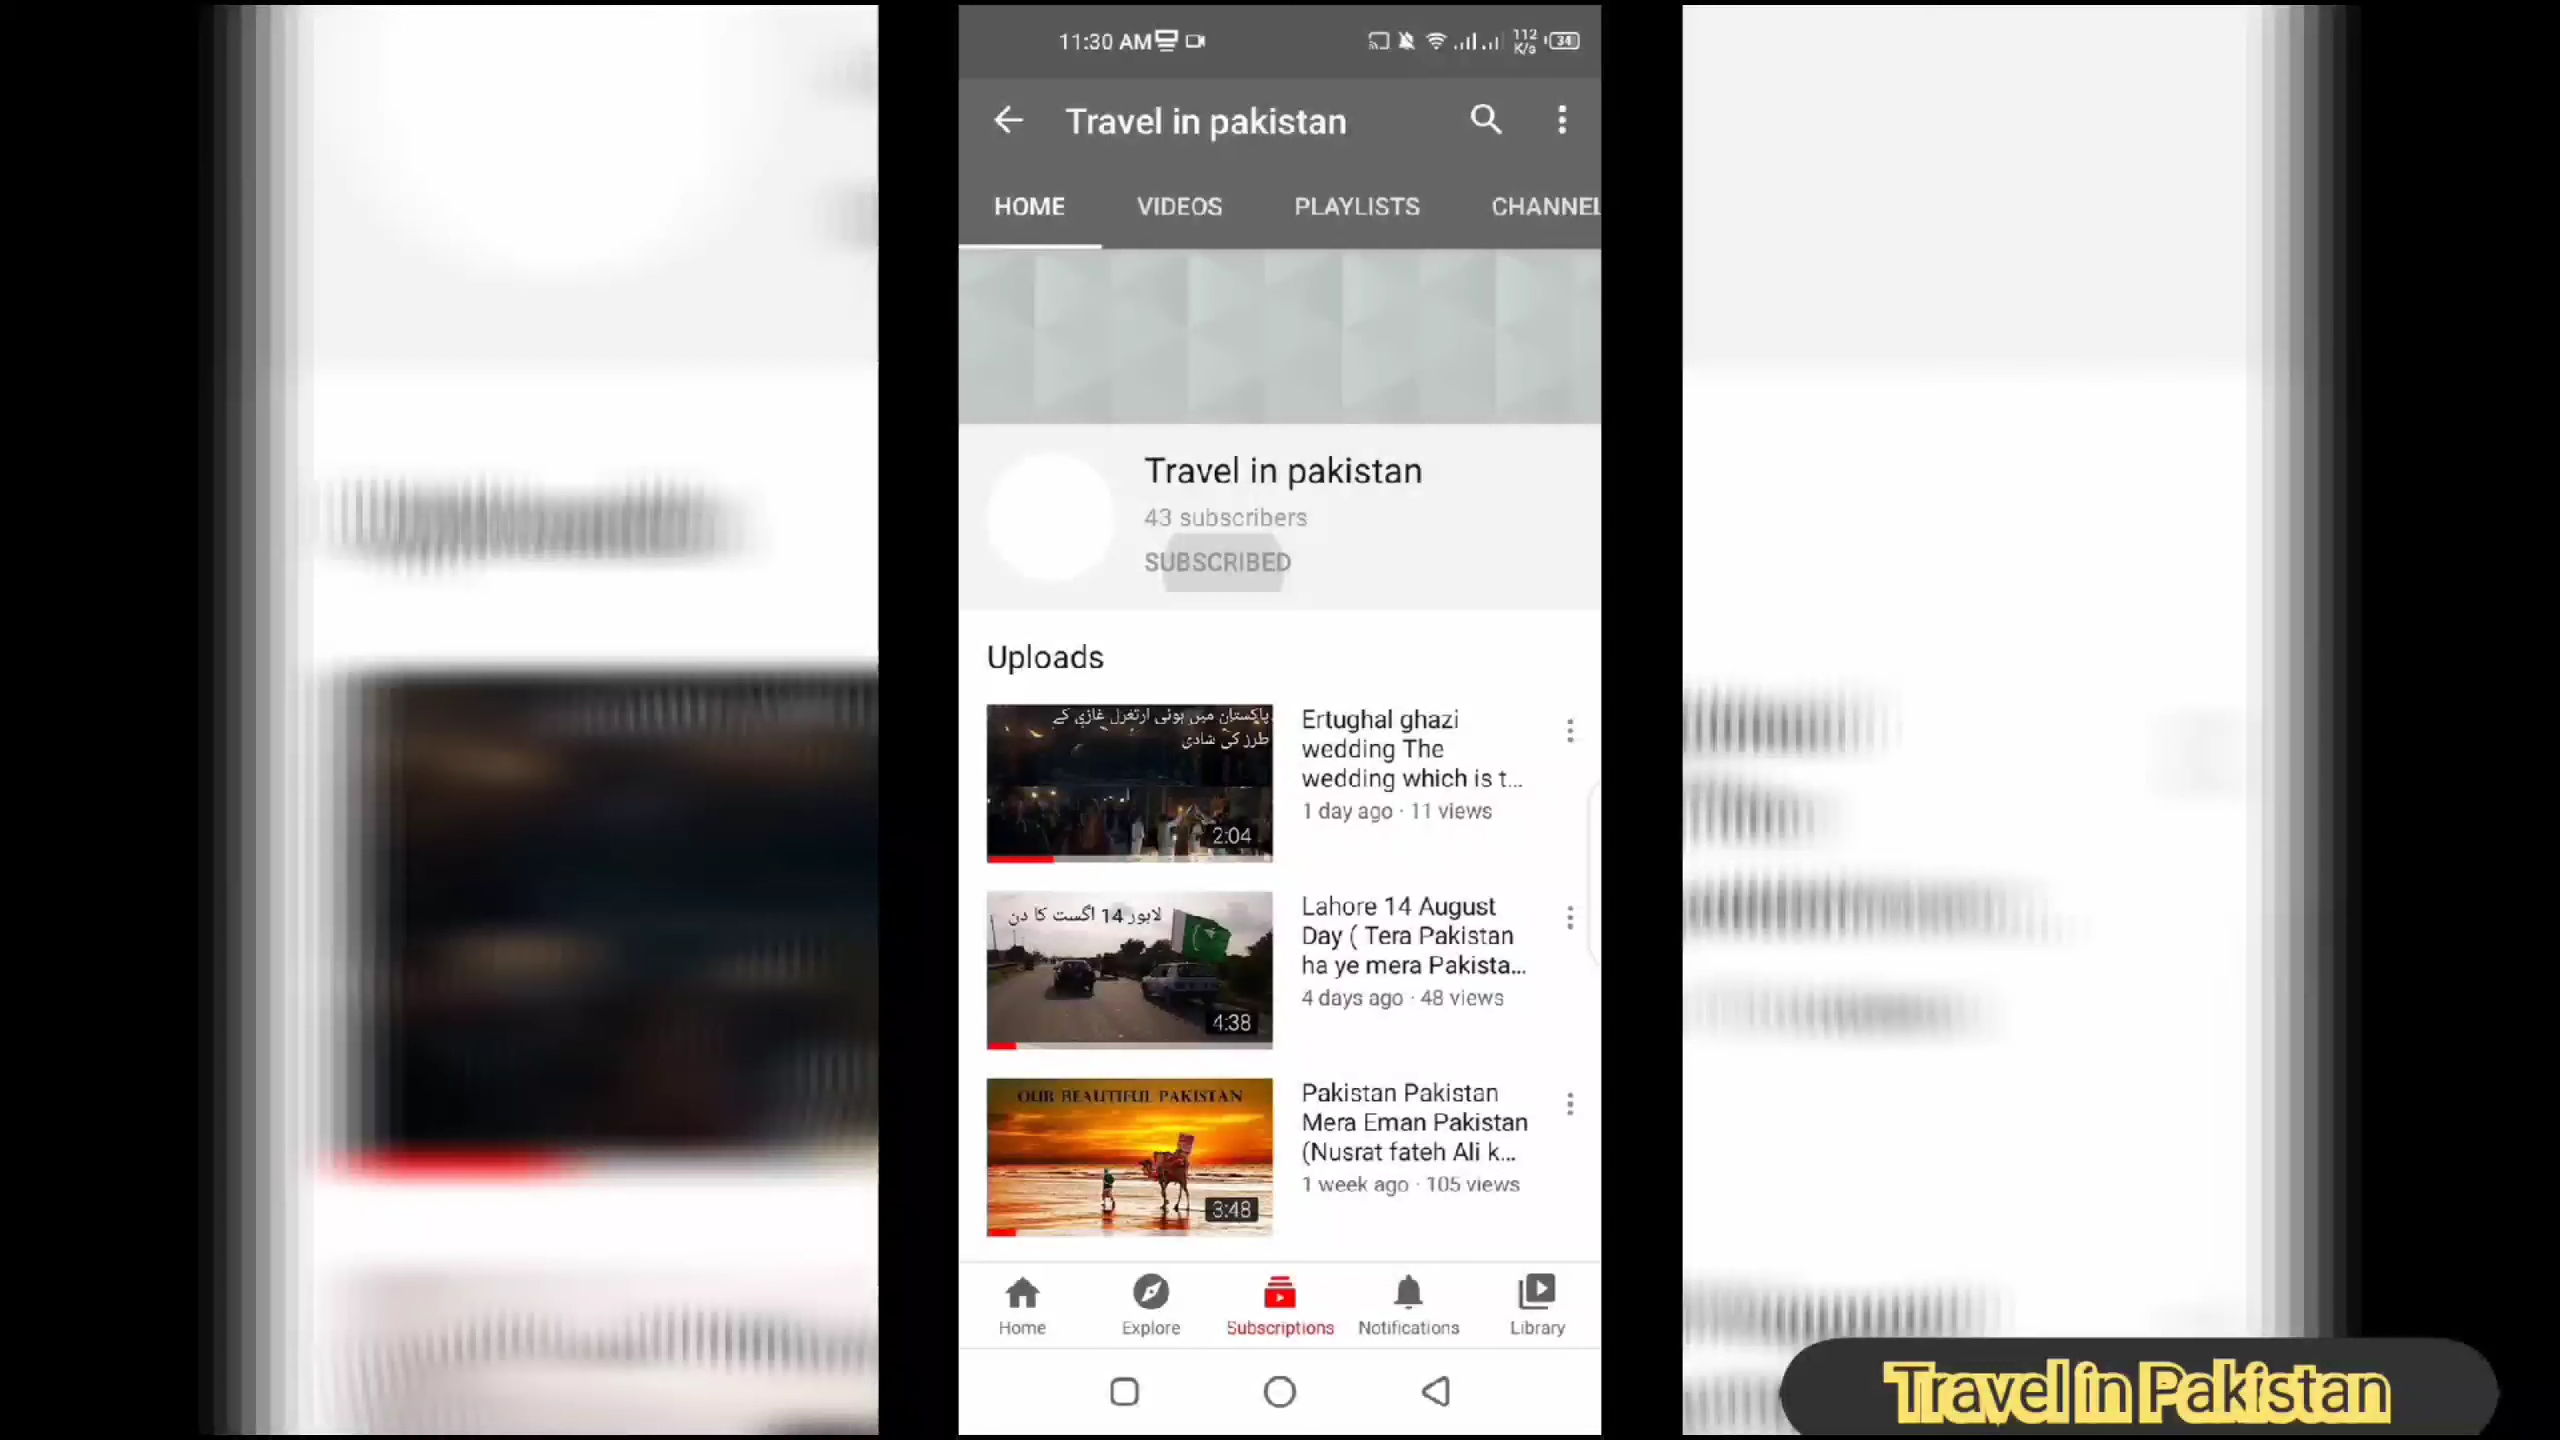 11:30 AM
112 K/s
34
Travel in pakistan
HOME VIDEOS PLAYLISTS CHANNEL
Travel in pakistan
43 subscribers
SUBSCRIBED
Uploads
پاکستان میں ہونی ارتغرل غازی کے
طرز کی شادی
2:04
Ertughal ghazi
wedding The
wedding which is t...
1 day ago · 11 views
لاہور 14 اگست کا دن
4:38
Lahore 14 August
Day ( Tera Pakistan
ha ye mera Pakista...
4 days ago · 48 views
OUR BEAUTIFUL PAKISTAN
3:48
Pakistan Pakistan
Mera Eman Pakistan
(Nusrat fateh Ali k...
1 week ago · 105 views
Home Explore Subscriptions Notifications Library
Travel in Pakistan